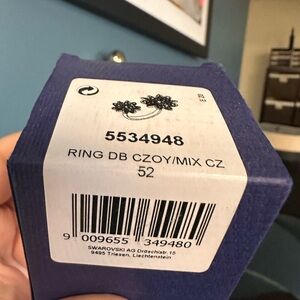 5534948
RING DB CZOY/MIX CZ
52
9 009655 349480
SWAROVSKI AG Dröschistr. 15
9495 Triesen, Liechtenstein